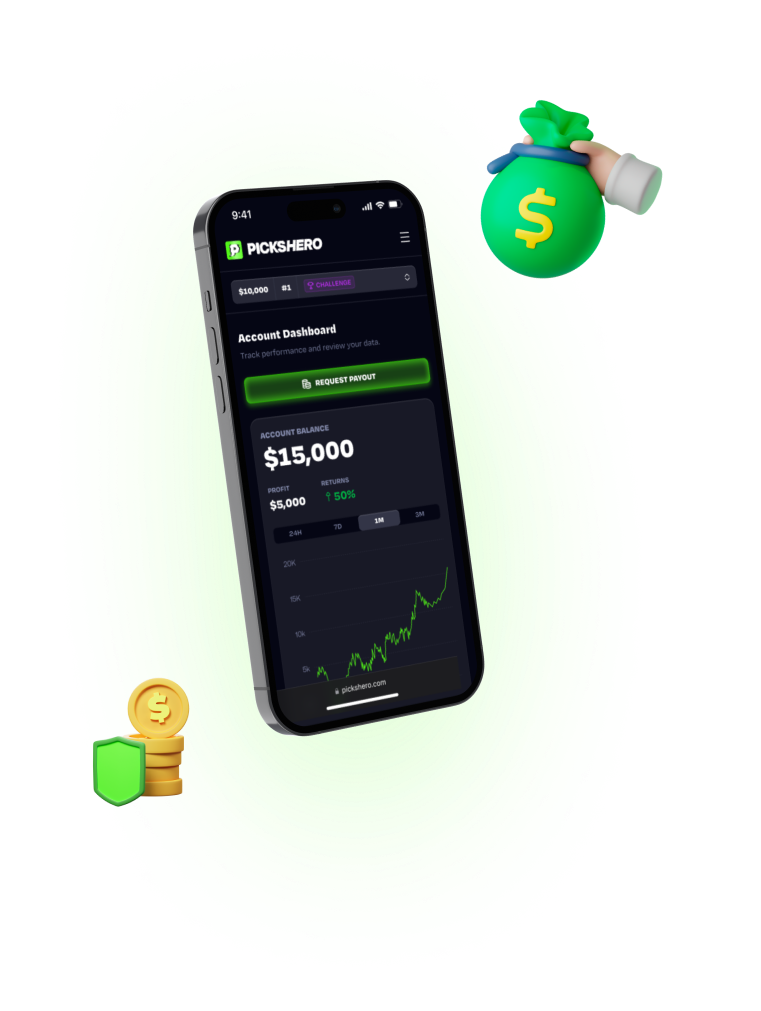 $
9:41
PICKSHERO
$10,000 #1 CHALLENGE
Account Dashboard
Track performance and review your data.
REQUEST PAYOUT
ACCOUNT BALANCE
$15,000
PROFIT RETURNS
$5,000 50%
24H 7D 1M 3M
20K
15K
10k
5k
pickshero.com
$